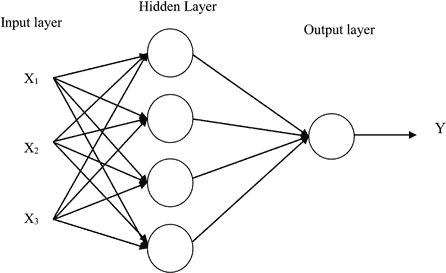 Hidden Layer
Input layer
Output layer
X₁
Y
X₂
X₃